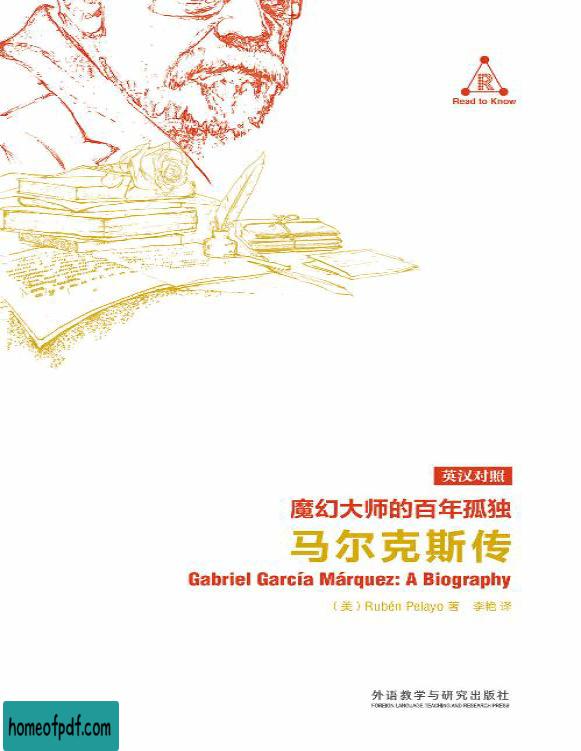 R
Read to Know
英汉对照
魔幻大师的百年孤独
马尔克斯传
Gabriel García Márquez: A Biography
（美）Rubén Pelayo 著 李艳 译
外语教学与研究出版社
FOREIGN LANGUAGE TEACHING AND RESEARCH PRESS
homeofpdf.com